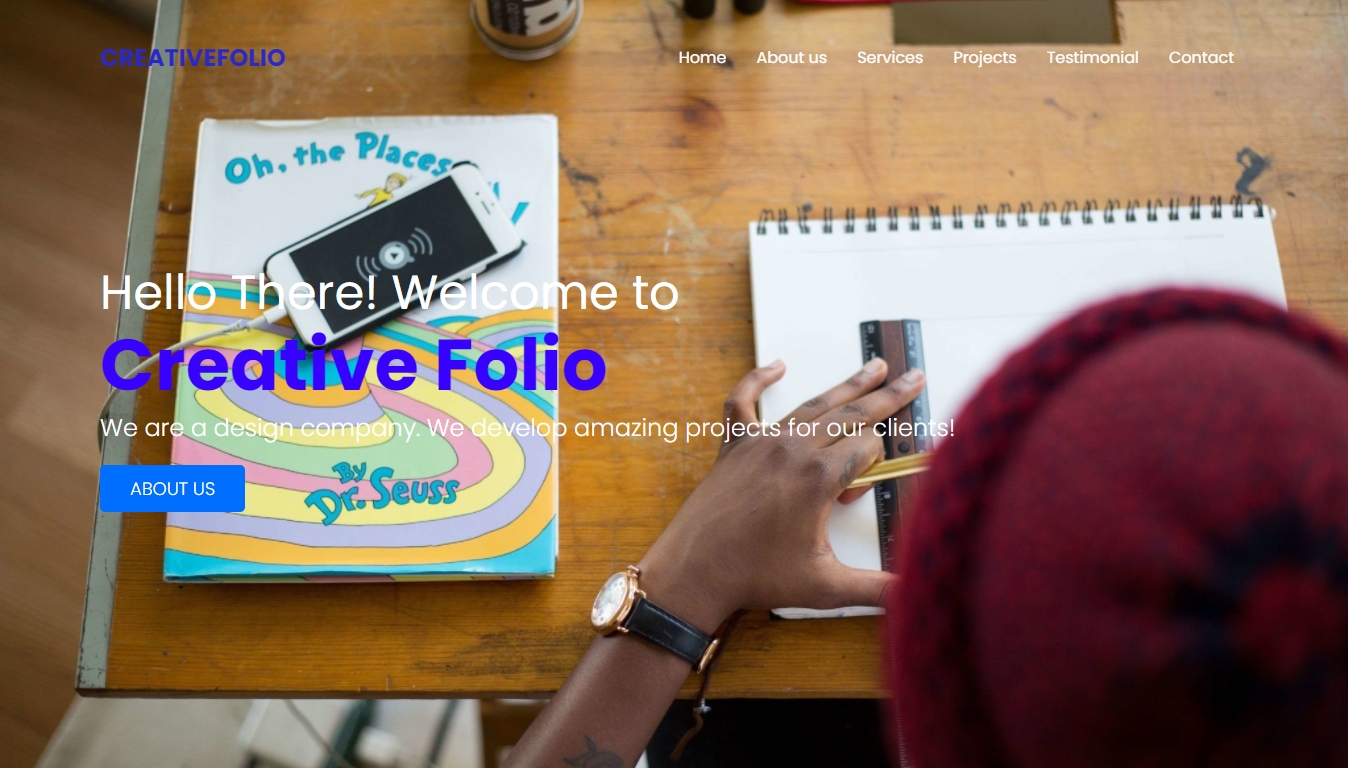 CREATIVEFOLIO
Home About us Services Projects Testimonial Contact
Oh, the Places
Hello There! Welcome to
Creative Folio
We are a design company. We develop amazing projects for our clients!
ABOUT US
By
Dr. Seuss